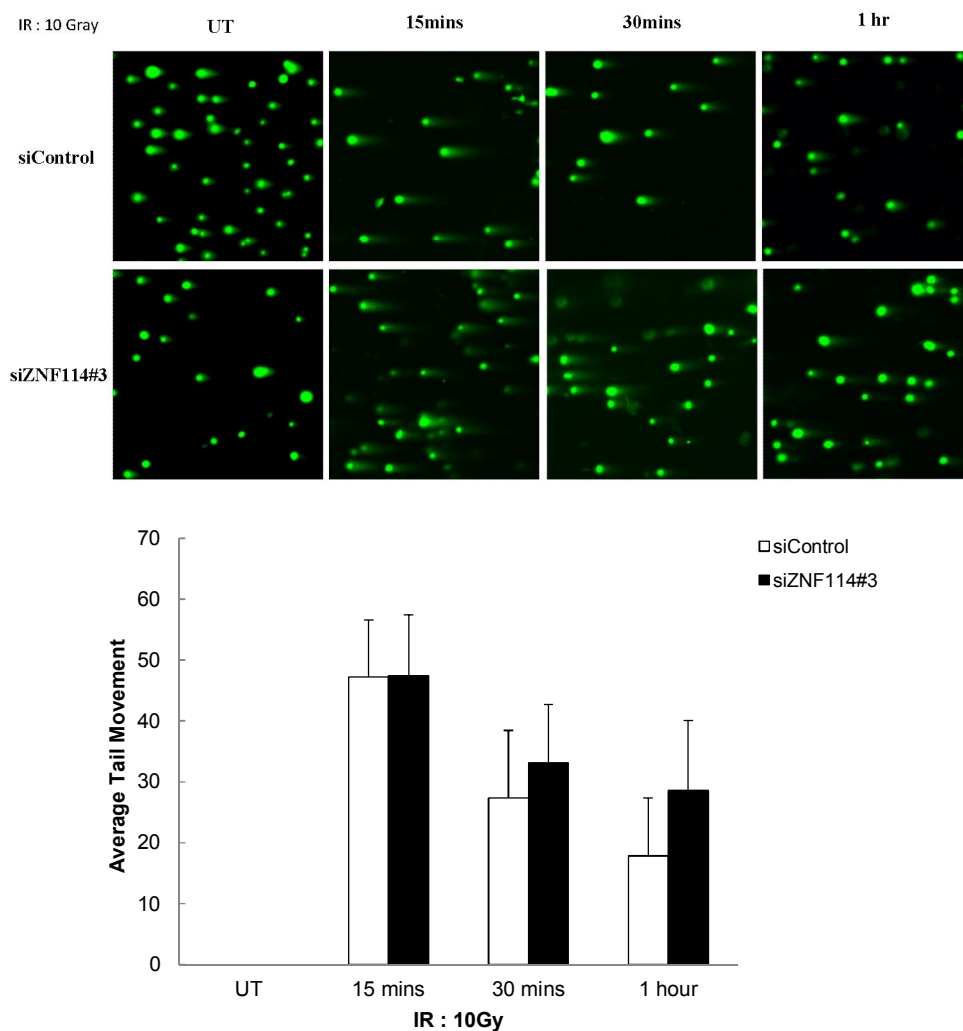 IR : 10 Gray
UT
15mins
30mins
1 hr
siControl
siZNF114#3
70
60
50
40
30
20
10
0
Average Tail Movement
siControl
siZNF114#3
UT
15 mins
30 mins
1 hour
IR : 10Gy